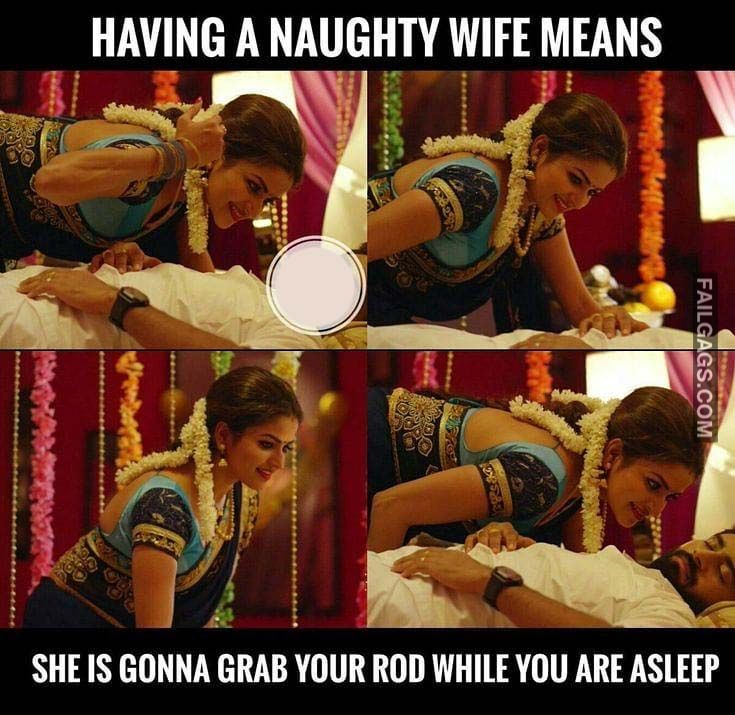 HAVING A NAUGHTY WIFE MEANS
FAILGAGS.COM
SHE IS GONNA GRAB YOUR ROD WHILE YOU ARE ASLEEP